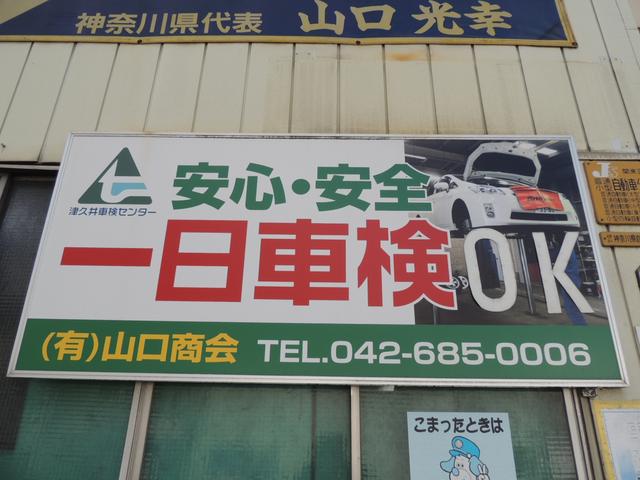 神奈川県代表 山口 光幸
津久井車検センター
安心・安全
一日車検OK
(有)山口商会 TEL.042-685-0006
こまったときは